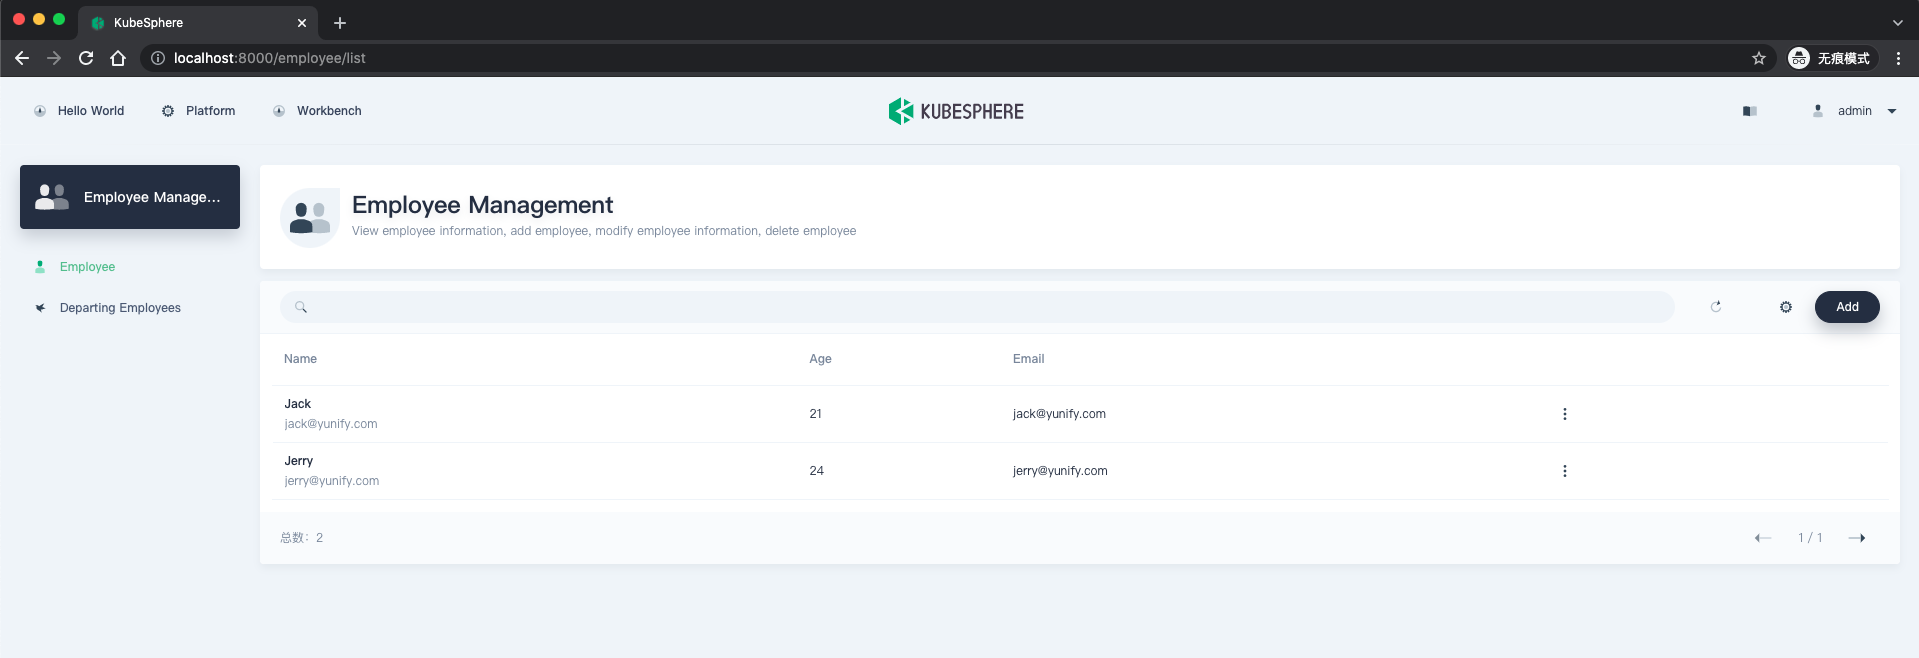 KubeSphere
localhost:8000/employee/list
无痕模式
Hello World
Platform
Workbench
KUBESPHERE
admin
Employee Manage...
Employee Management
View employee information, add employee, modify employee information, delete employee
Employee
Departing Employees
Add
Name Age Email
Jack
jack@yunify.com
21
jack@yunify.com
Jerry
jerry@yunify.com
24
jerry@yunify.com
总数：2
1 / 1